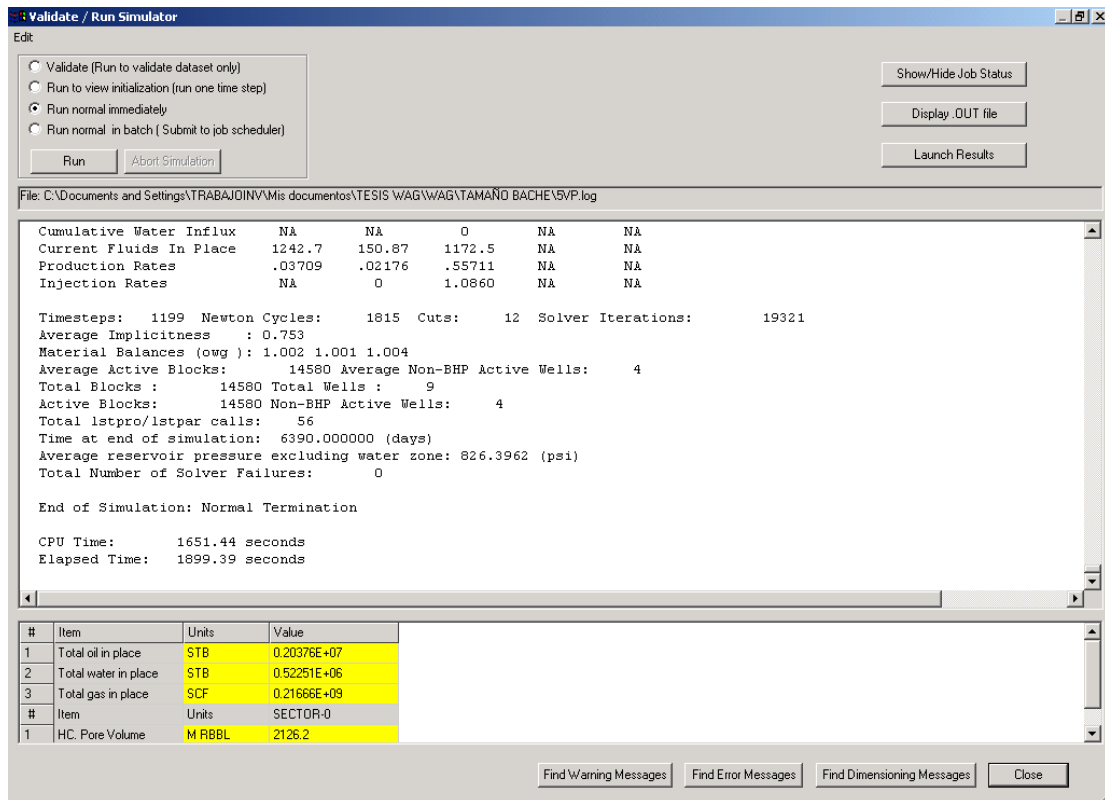 Validate / Run Simulator
Edit
Validate (Run to validate dataset only)
Run to view initialization (run one time step)
Run normal immediately
Run normal in batch ( Submit to job scheduler)
Run Abort Simulation
Show/Hide Job Status
Display .OUT file
Launch Results
File: C:\Documents and Settings\TRABAJOINV\Mis documentos\TESIS WAG\WAG\TAMAÑO BACHE\5VP.log
Cumulative Water Influx NA NA 0 NA NA
Current Fluids In Place 1242.7 150.87 1172.5 NA NA
Production Rates .03709 .02176 .55711 NA NA
Injection Rates NA 0 1.0860 NA NA
Timesteps: 1199 Newton Cycles: 1815 Cuts: 12 Solver Iterations: 19321
Average Implicitness : 0.753
Material Balances (owg ): 1.002 1.001 1.004
Average Active Blocks: 14580 Average Non-BHP Active Wells: 4
Total Blocks : 14580 Total Wells : 9
Active Blocks: 14580 Non-BHP Active Wells: 4
Total lstpro/lstpar calls: 56
Time at end of simulation: 6390.000000 (days)
Average reservoir pressure excluding water zone: 826.3962 (psi)
Total Number of Solver Failures: 0
End of Simulation: Normal Termination
CPU Time: 1651.44 seconds
Elapsed Time: 1899.39 seconds
# Item Units Value
1 Total oil in place STB 0.20376E+07
2 Total water in place STB 0.52251E+06
3 Total gas in place SCF 0.21666E+09
# Item Units SECTOR-0
1 HC. Pore Volume M RBBL 2126.2
Find Warning Messages Find Error Messages Find Dimensioning Messages Close